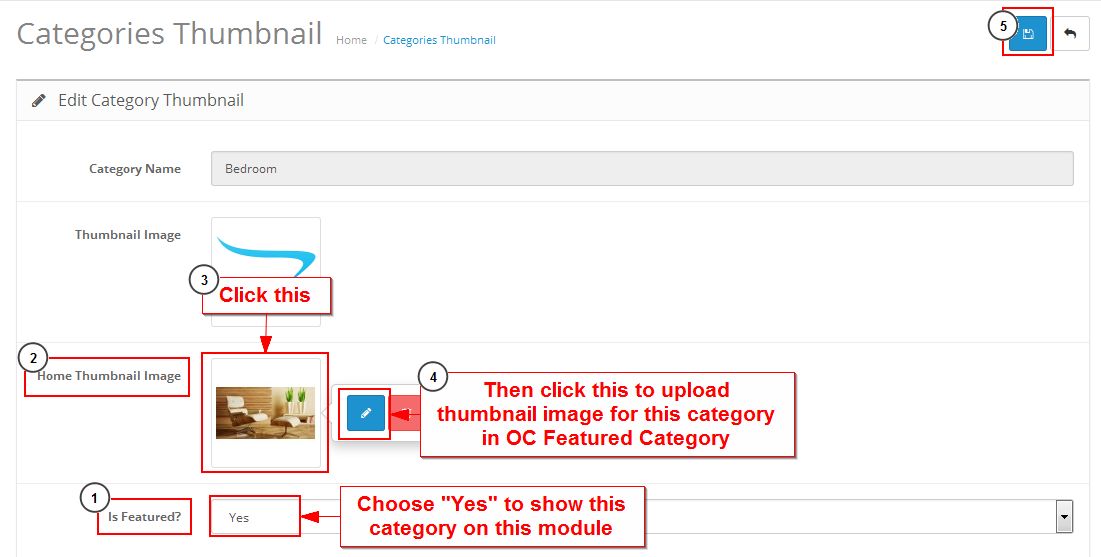 Categories Thumbnail Home / Categories Thumbnail
5
Edit Category Thumbnail
Category Name Bedroom
Thumbnail Image
3 Click this
2 Home Thumbnail Image
4 Then click this to upload
thumbnail image for this category
in OC Featured Category
1 Is Featured? Yes
Choose "Yes" to show this
category on this module